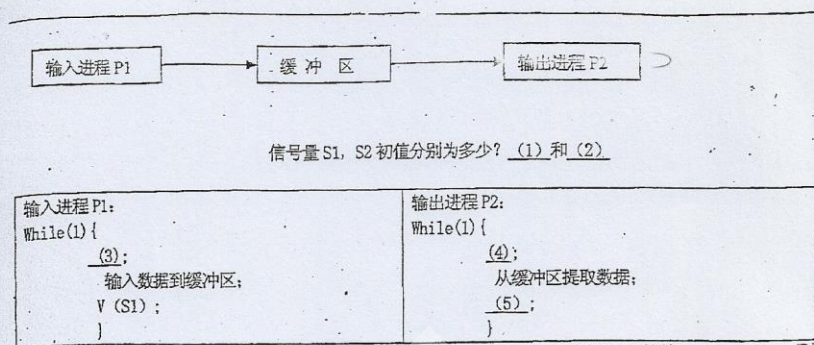 输入进程 P1
缓 冲 区
输出进程 P2
信号量 S1, S2 初值分别为多少? (1) 和 (2)
输入进程 P1:
While(1){
(3);
输入数据到缓冲区;
V (S1) ;
}
输出进程 P2:
While(1){
(4);
从缓冲区提取数据;
(5) ;
}